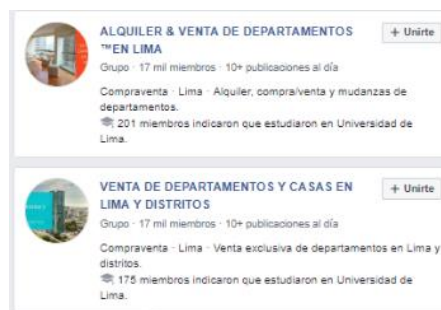 ALQUILER & VENTA DE DEPARTAMENTOS
™EN LIMA
+ Unirte
Grupo · 17 mil miembros · 10+ publicaciones al día
Compraventa · Lima · Alquiler, compra/venta y mudanzas de
departamentos.
201 miembros indicaron que estudiaron en Universidad de
Lima.
VENTA DE DEPARTAMENTOS Y CASAS EN
LIMA Y DISTRITOS
+ Unirte
Grupo · 17 mil miembros · 10+ publicaciones al día
Compraventa · Lima · Venta exclusiva de departamentos en Lima y
distritos.
175 miembros indicaron que estudiaron en Universidad de
Lima.